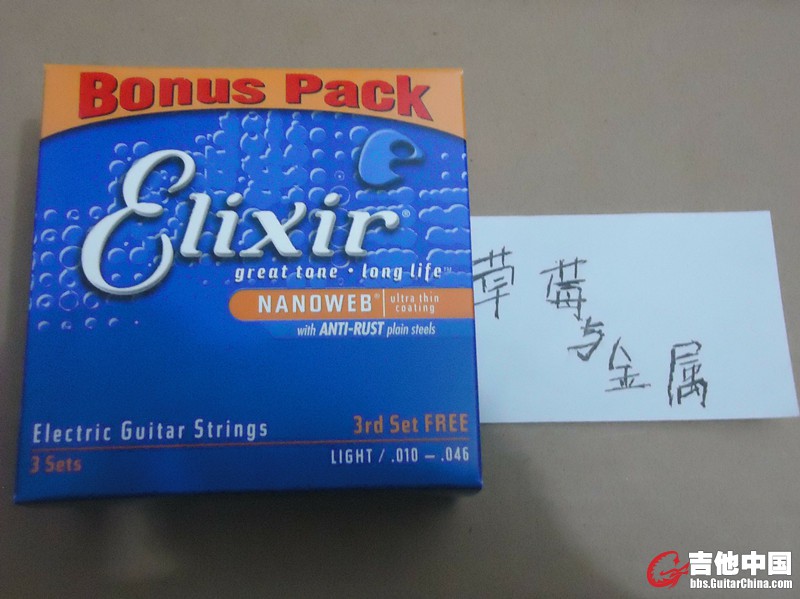 Bonus Pack
Elixir®
great tone · long life™
NANOWEB® ultra thin coating
with ANTI-RUST plain steels
Electric Guitar Strings
3rd Set FREE
3 Sets
LIGHT / .010 – .046
草莓
与
金属
吉他中国
bbs.GuitarChina.com